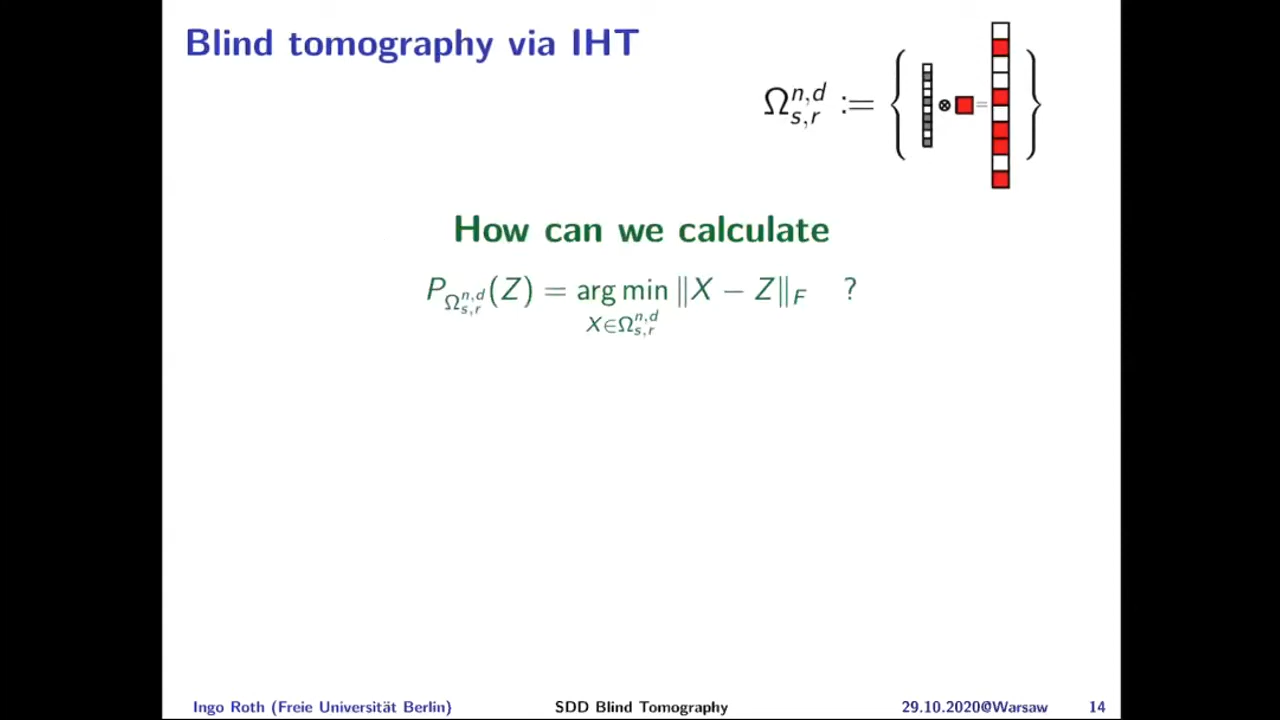 Blind tomography via IHT
Ω^{n,d}_{s,r} := { ⊗ = }
How can we calculate
P_{Ω^{n,d}_{s,r}}(Z) = arg min ‖X − Z‖_F ?
X∈Ω^{n,d}_{s,r}
Ingo Roth (Freie Universität Berlin) SDD Blind Tomography 29.10.2020@Warsaw 14